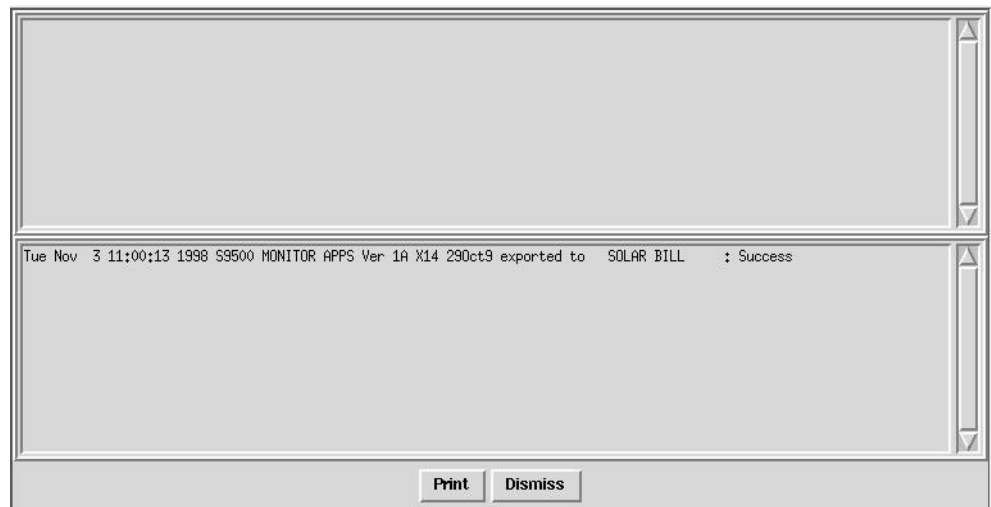 Tue Nov  3 11:00:13 1998 S9500 MONITOR APPS Ver 1A X14 29Oct9 exported to   SOLAR BILL     : Success
Print
Dismiss